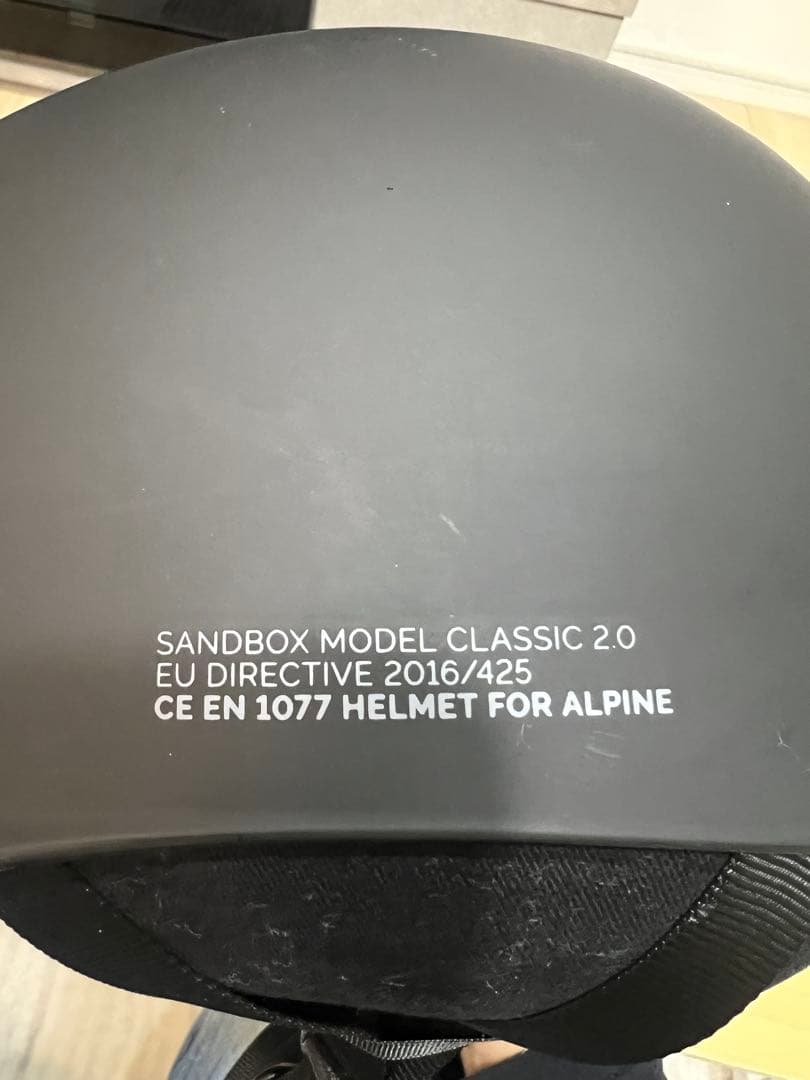 SANDBOX MODEL CLASSIC 2.0
EU DIRECTIVE 2016/425
CE EN 1077 HELMET FOR ALPINE